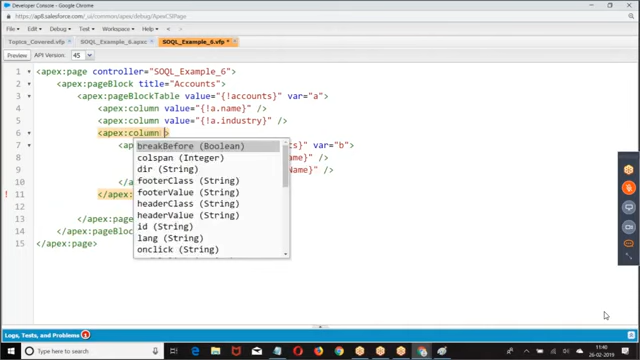 Developer Console - Google Chrome
https://ap8.salesforce.com/_ui/common/apex/debug/ApexCSIPage
File Edit Debug Test Workspace Help < >
Topics_Covered.vfp SOQL_Example_6.apxc SOQL_Example_6.vfp *
Preview API Version: 45
1 <apex:page controller="SOQL_Example_6">
2 <apex:pageBlock title="Accounts">
3 <apex:pageBlockTable value="{!accounts}" var="a">
4 <apex:column value="{!a.name}" />
5 <apex:column value="{!a.industry}" />
6 <apex:column >
breakBefore (Boolean)
7 <ap s}" var="b">
colspan (Integer)
8 ame}" />
dir (String)
9 Name}" />
footerClass (String)
10 </a
footerValue (String)
11 </apex:
headerClass (String)
12
headerValue (String)
13 </apex:pag
id (String)
14 </apex:pageBloc
lang (String)
15 </apex:page>
onclick (String)
Logs, Tests, and Problems
Type here to search
11:40
26-02-2019